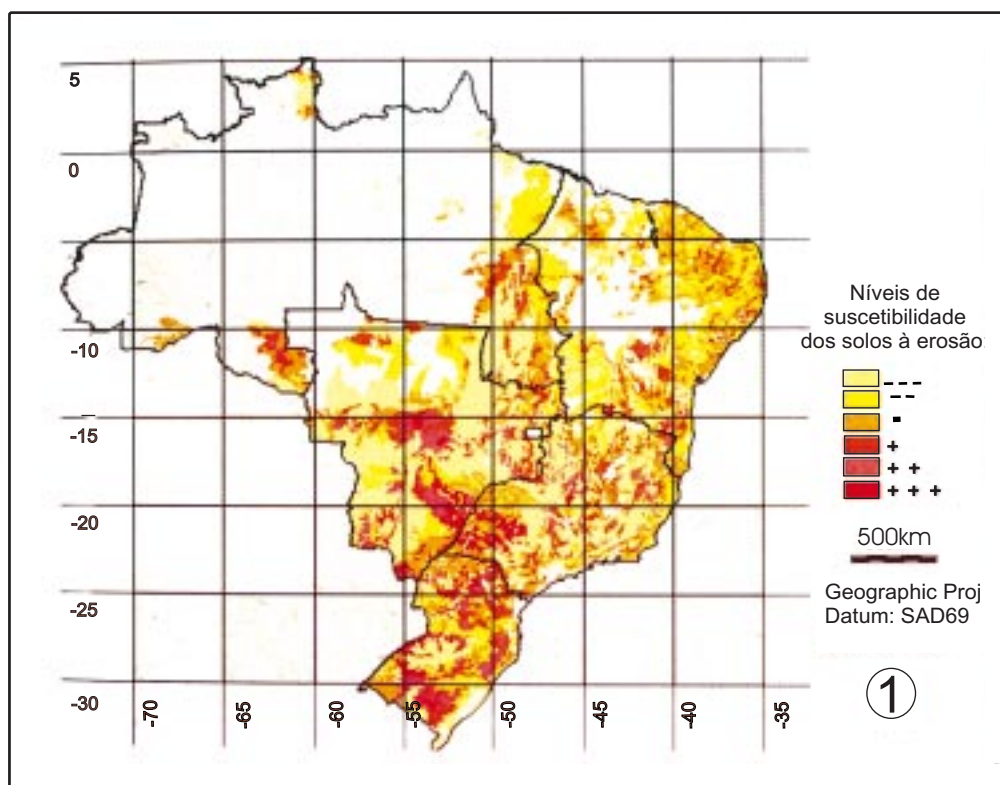 5
0
-10
-15
-20
-25
-30
-70
-65
-60
-55
-50
-45
-40
-35
Níveis de
suscetibilidade
dos solos à erosão:
- - -
- -
-
+
+ +
+ + +
500km
Geographic Proj
Datum: SAD69
1